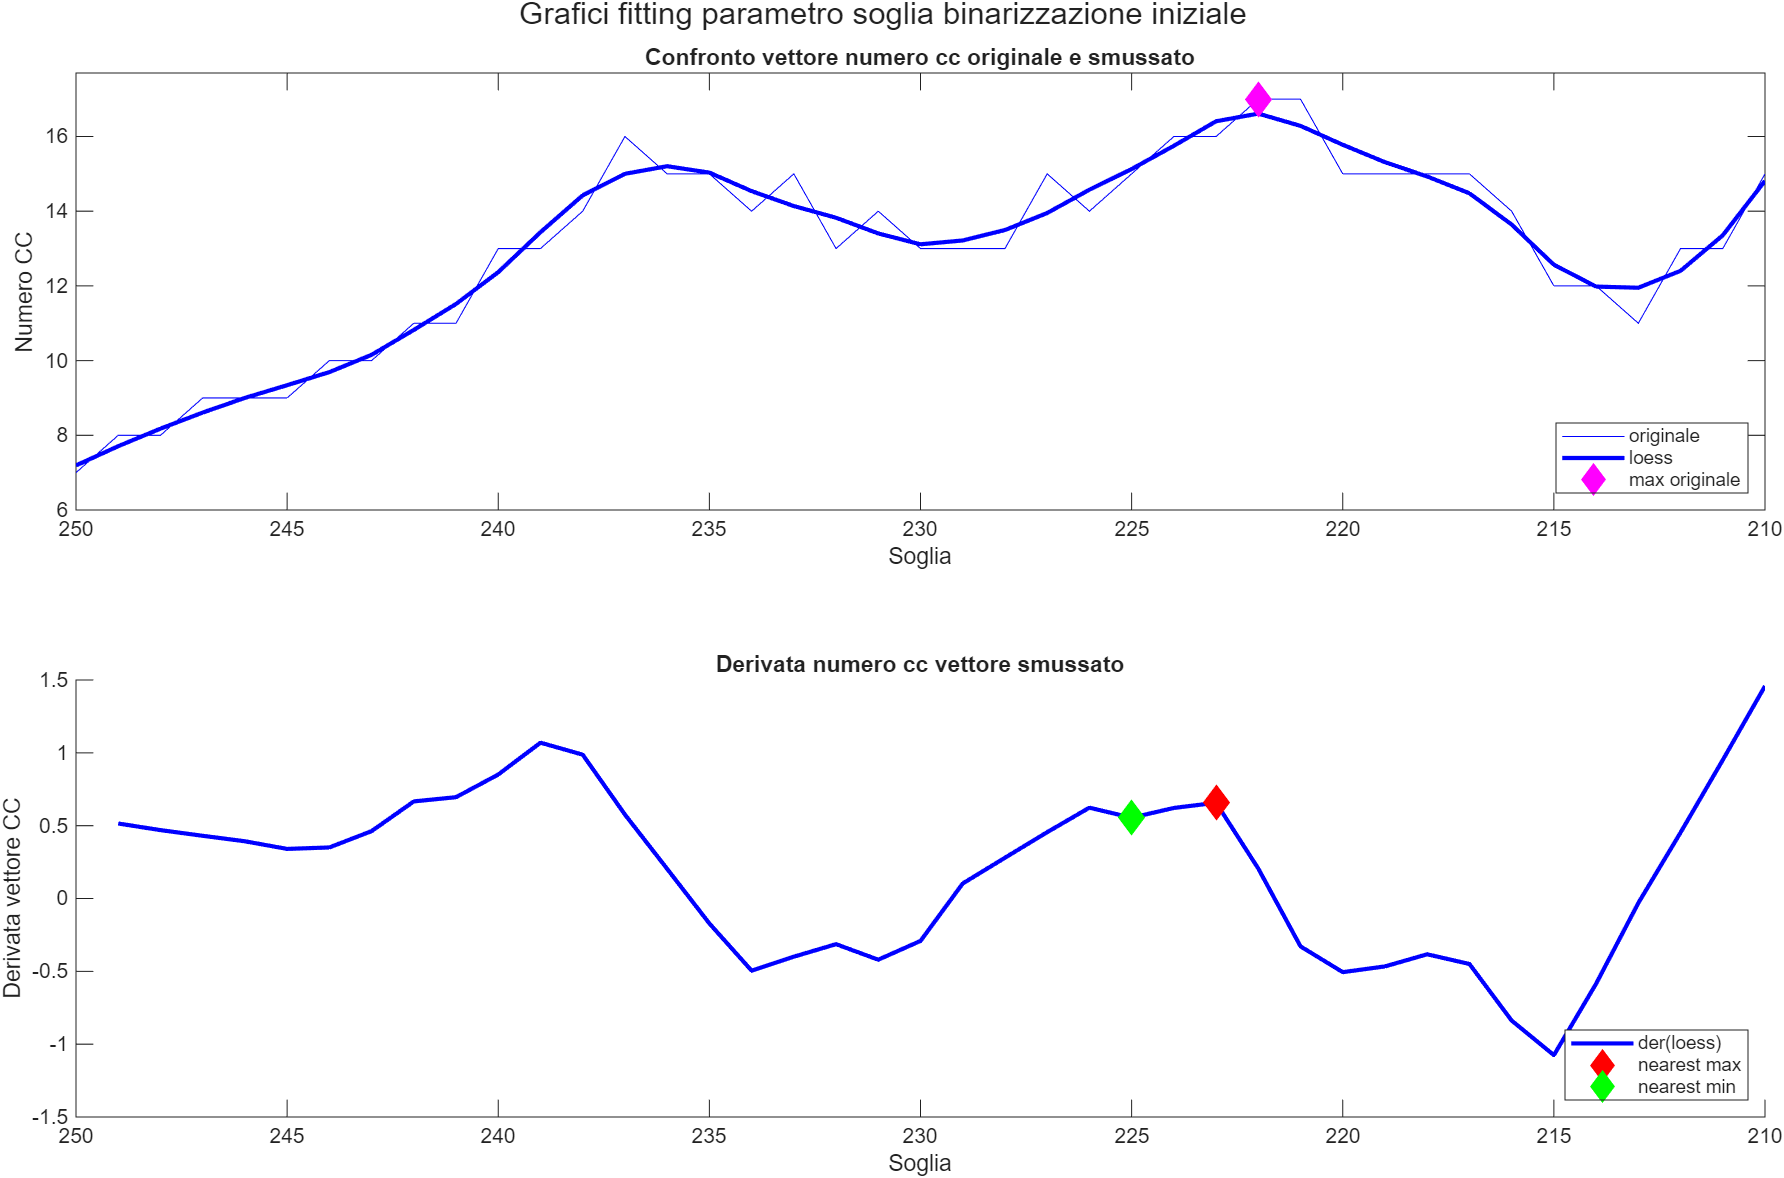 Grafici fitting parametro soglia binarizzazione iniziale
Confronto vettore numero cc originale e smussato
16
14
12
10
8
6
Numero CC
originale
loess
max originale
250 245 240 235 230 225 220 215 210
Soglia
Derivata numero cc vettore smussato
1.5
1
0.5
0
-0.5
-1
-1.5
Derivata vettore CC
der(loess)
nearest max
nearest min
250 245 240 235 230 225 220 215 210
Soglia